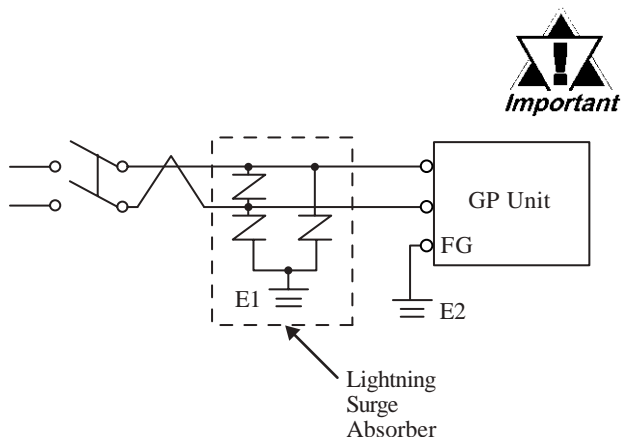 Important
GP Unit
FG
E1
E2
Lightning
Surge
Absorber